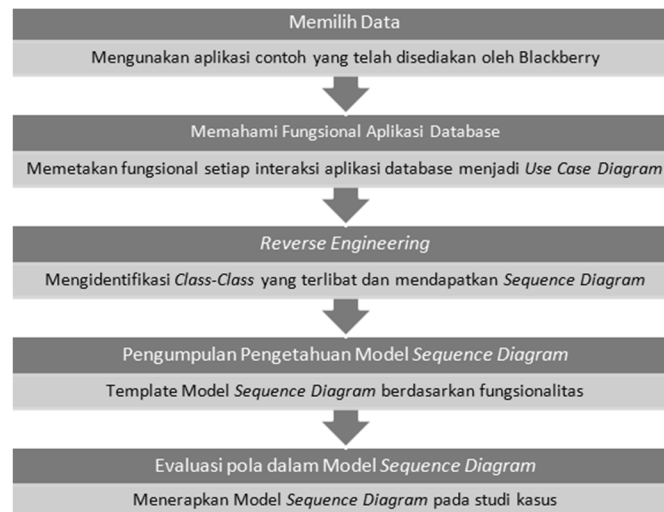 Memilih Data
Mengunakan aplikasi contoh yang telah disediakan oleh Blackberry
Memahami Fungsional Aplikasi Database
Memetakan fungsional setiap interaksi aplikasi database menjadi Use Case Diagram
Reverse Engineering
Mengidentifikasi Class-Class yang terlibat dan mendapatkan Sequence Diagram
Pengumpulan Pengetahuan Model Sequence Diagram
Template Model Sequence Diagram berdasarkan fungsionalitas
Evaluasi pola dalam Model Sequence Diagram
Menerapkan Model Sequence Diagram pada studi kasus